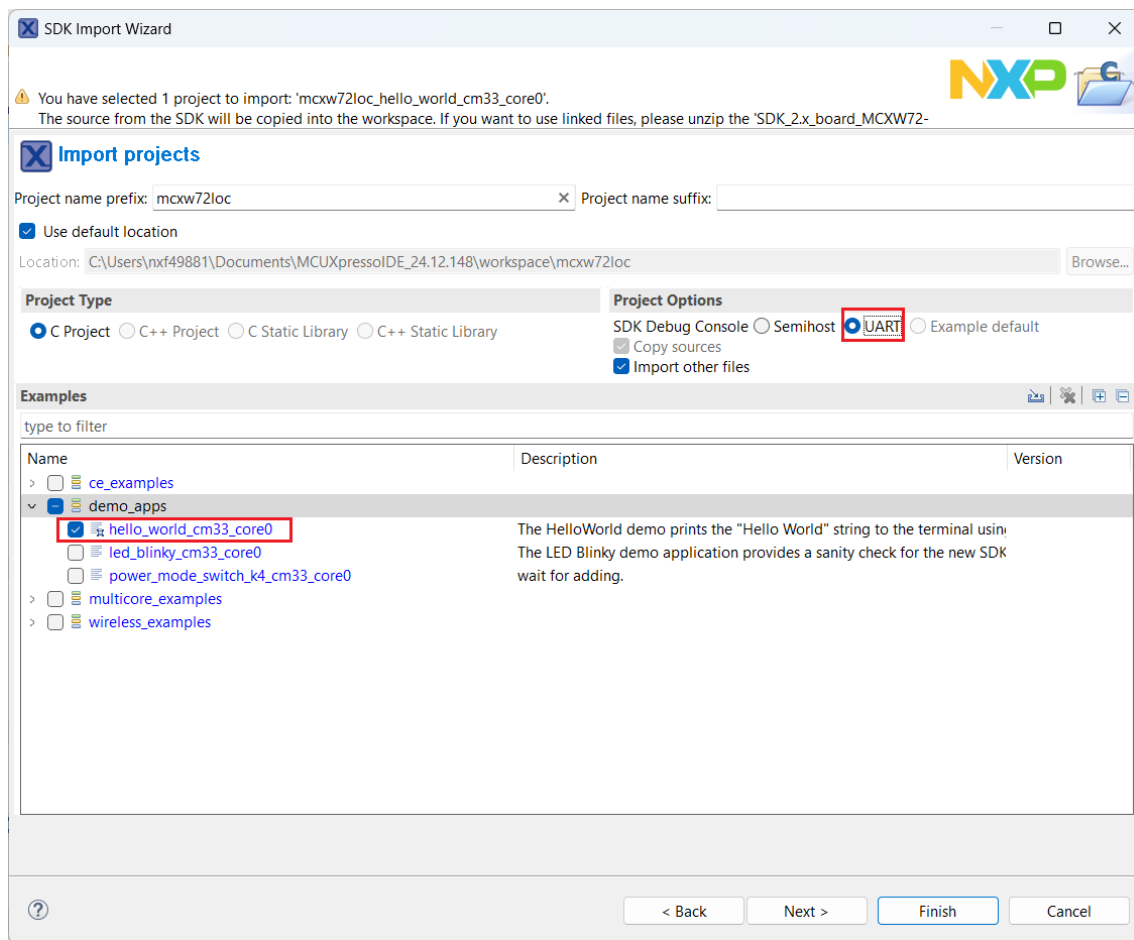 SDK Import Wizard
NXP
You have selected 1 project to import: 'mcxw72loc_hello_world_cm33_core0'.
The source from the SDK will be copied into the workspace. If you want to use linked files, please unzip the 'SDK_2.x_board_MCXW72-
Import projects
Project name prefix: mcxw72loc Project name suffix:
Use default location
Location: C:\Users\nxf49881\Documents\MCUXpressoIDE_24.12.148\workspace\mcxw72loc Browse...
Project Type Project Options
C Project C++ Project C Static Library C++ Static Library SDK Debug Console Semihost UART Example default
Copy sources
Import other files
Examples
type to filter
Name Description Version
ce_examples
demo_apps
hello_world_cm33_core0 The HelloWorld demo prints the "Hello World" string to the terminal using
led_blinky_cm33_core0 The LED Blinky demo application provides a sanity check for the new SDK
power_mode_switch_k4_cm33_core0 wait for adding.
multicore_examples
wireless_examples
< Back Next > Finish Cancel